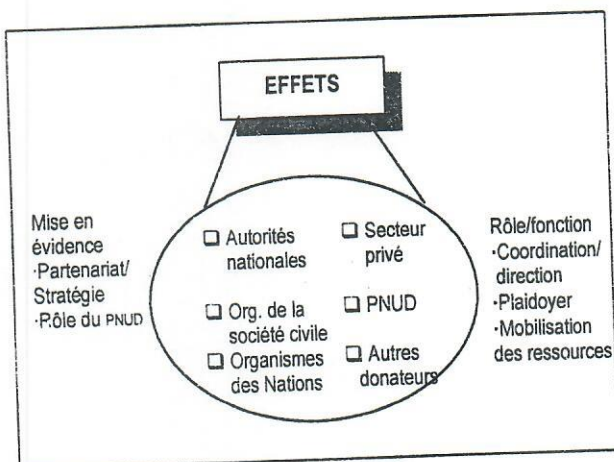 EFFETS
Mise en
évidence
·Partenariat/
Stratégie
·Rôle du PNUD
❑ Autorités
nationales
❑ Org. de la
société civile
❑ Organismes
des Nations
❑ Secteur
privé
❑ PNUD
❑ Autres
donateurs
Rôle/fonction
·Coordination/
direction
·Plaidoyer
·Mobilisation
des ressources